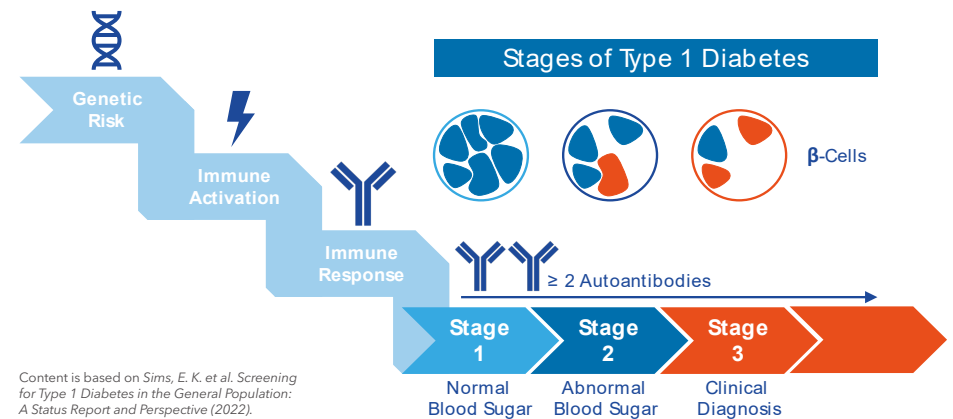 Stages of Type 1 Diabetes
Genetic
Risk
Immune
Activation
β-Cells
Immune
Response
≥ 2 Autoantibodies
Stage
1
Stage
2
Stage
3
Normal
Blood Sugar
Abnormal
Blood Sugar
Clinical
Diagnosis
Content is based on Sims, E. K. et al. Screening
for Type 1 Diabetes in the General Population:
A Status Report and Perspective (2022).